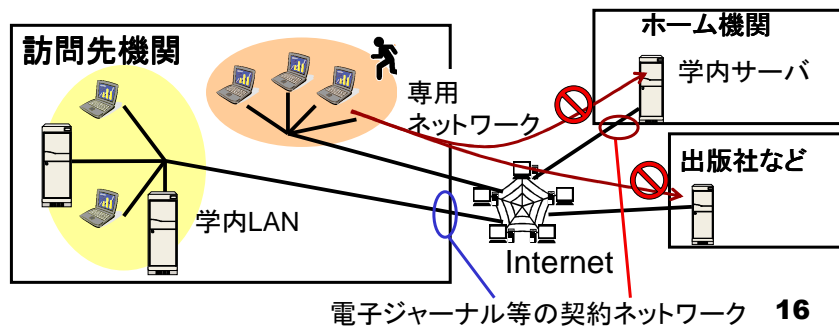 訪問先機関
ホーム機関
学内サーバ
専用
ネットワーク
出版社など
学内LAN
Internet
電子ジャーナル等の契約ネットワーク
16